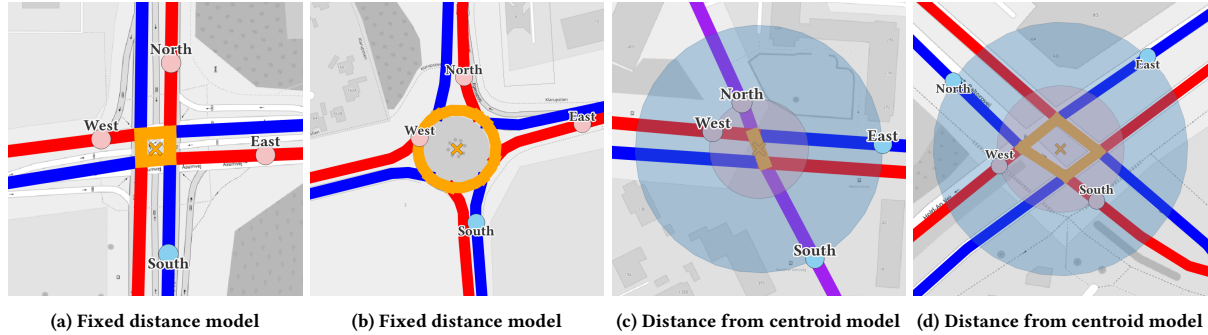 North
West
East
South
North
West
East
South
North
West
East
South
North
East
West
South
(a) Fixed distance model
(b) Fixed distance model
(c) Distance from centroid model
(d) Distance from centroid model